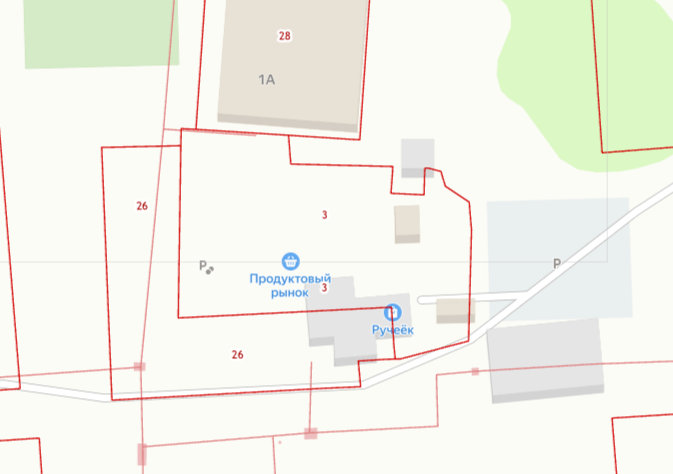 28
1А
26
3
Р
Р
Продуктовый
рынок
3
Ручеёк
26